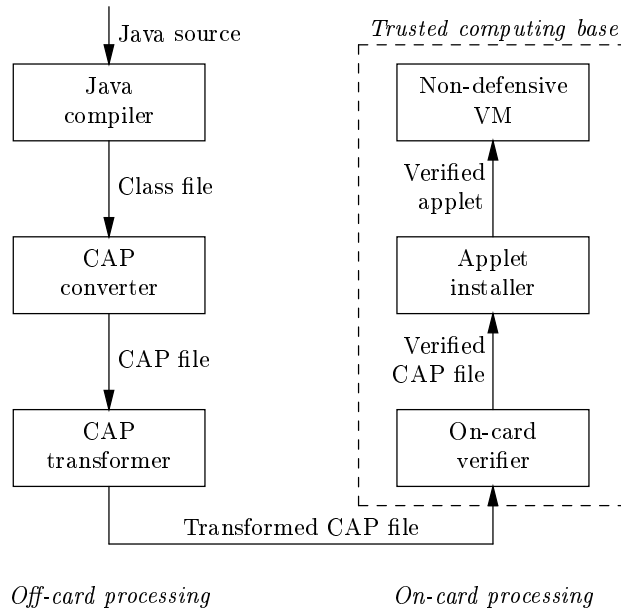 Java source
Java
compiler
Class file
CAP
converter
CAP file
CAP
transformer
Transformed CAP file
Off-card processing
Trusted computing base
Non-defensive
VM
Verified
applet
Applet
installer
Verified
CAP file
On-card
verifier
On-card processing